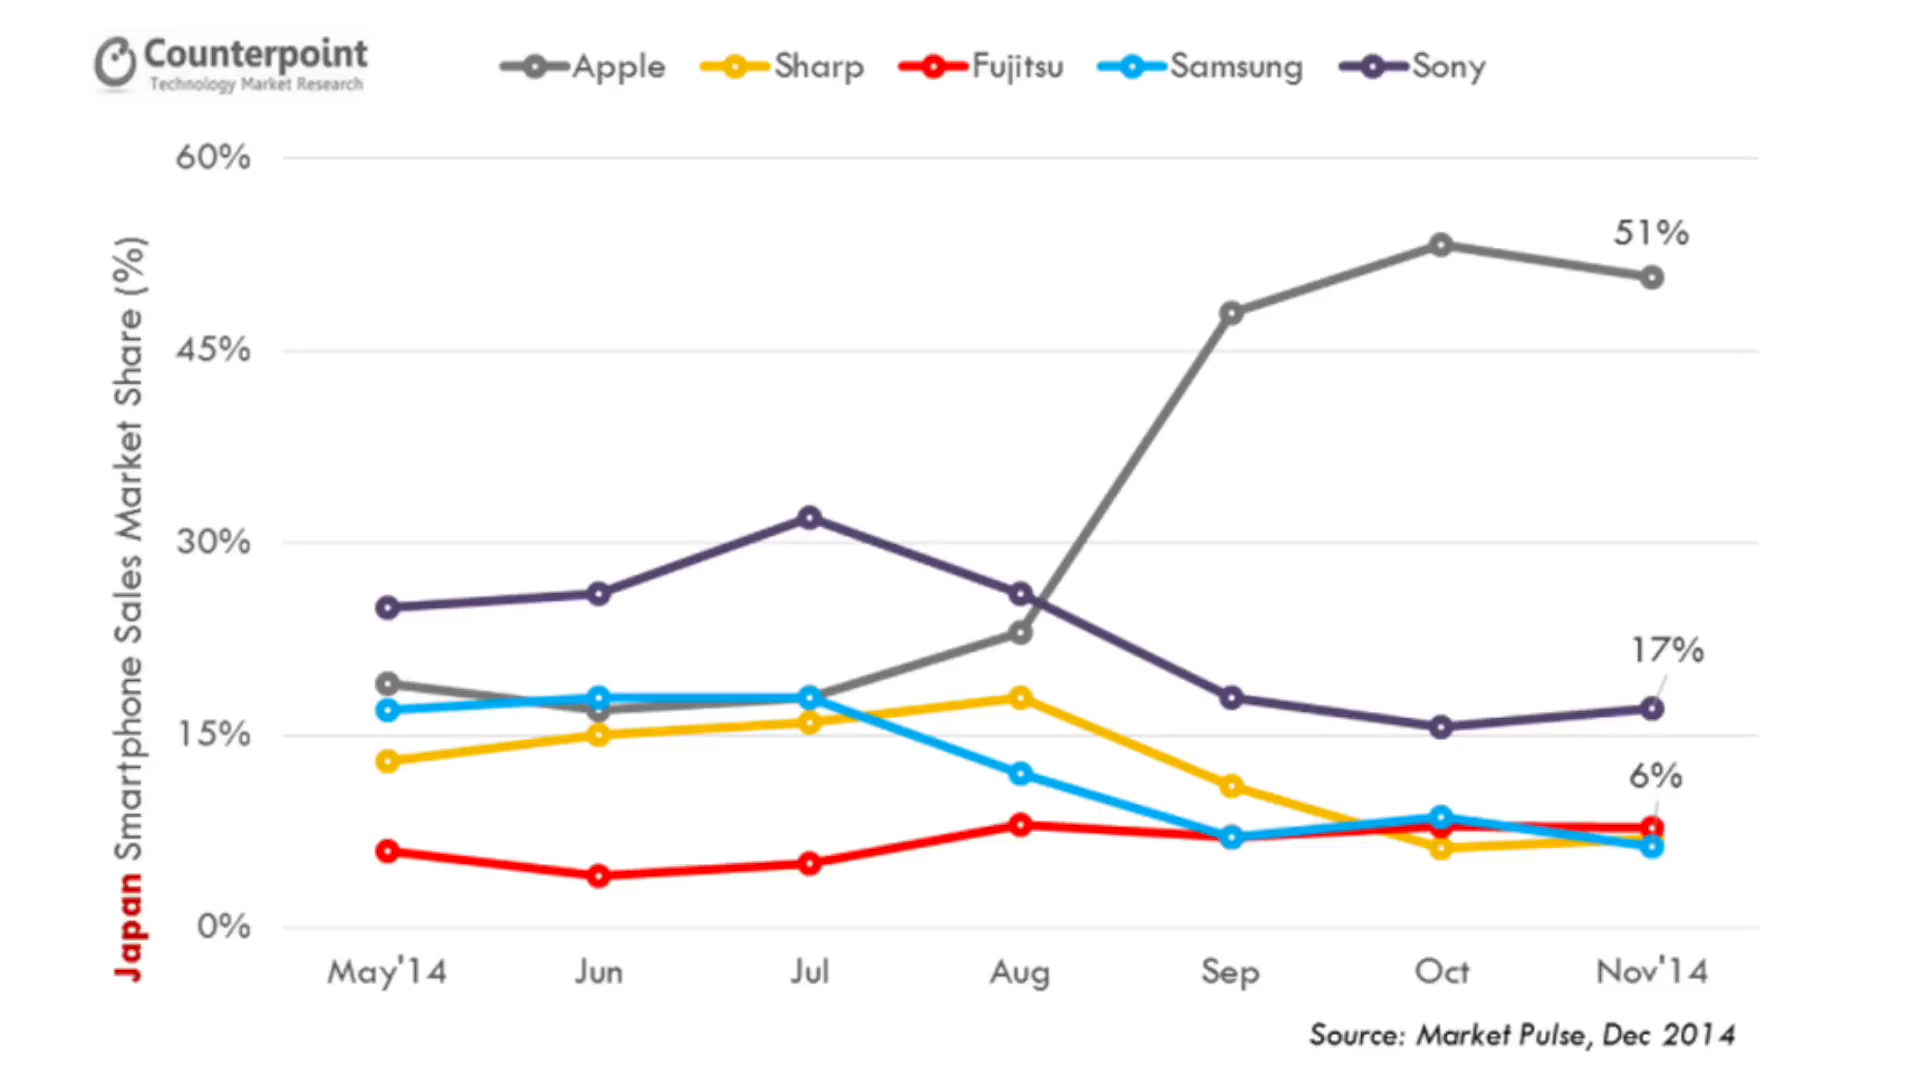 Counterpoint
Technology Market Research
Apple Sharp Fujitsu Samsung Sony
Japan Smartphone Sales Market Share (%)
60%
45%
30%
15%
0%
51%
17%
6%
May'14 Jun Jul Aug Sep Oct Nov'14
Source: Market Pulse, Dec 2014